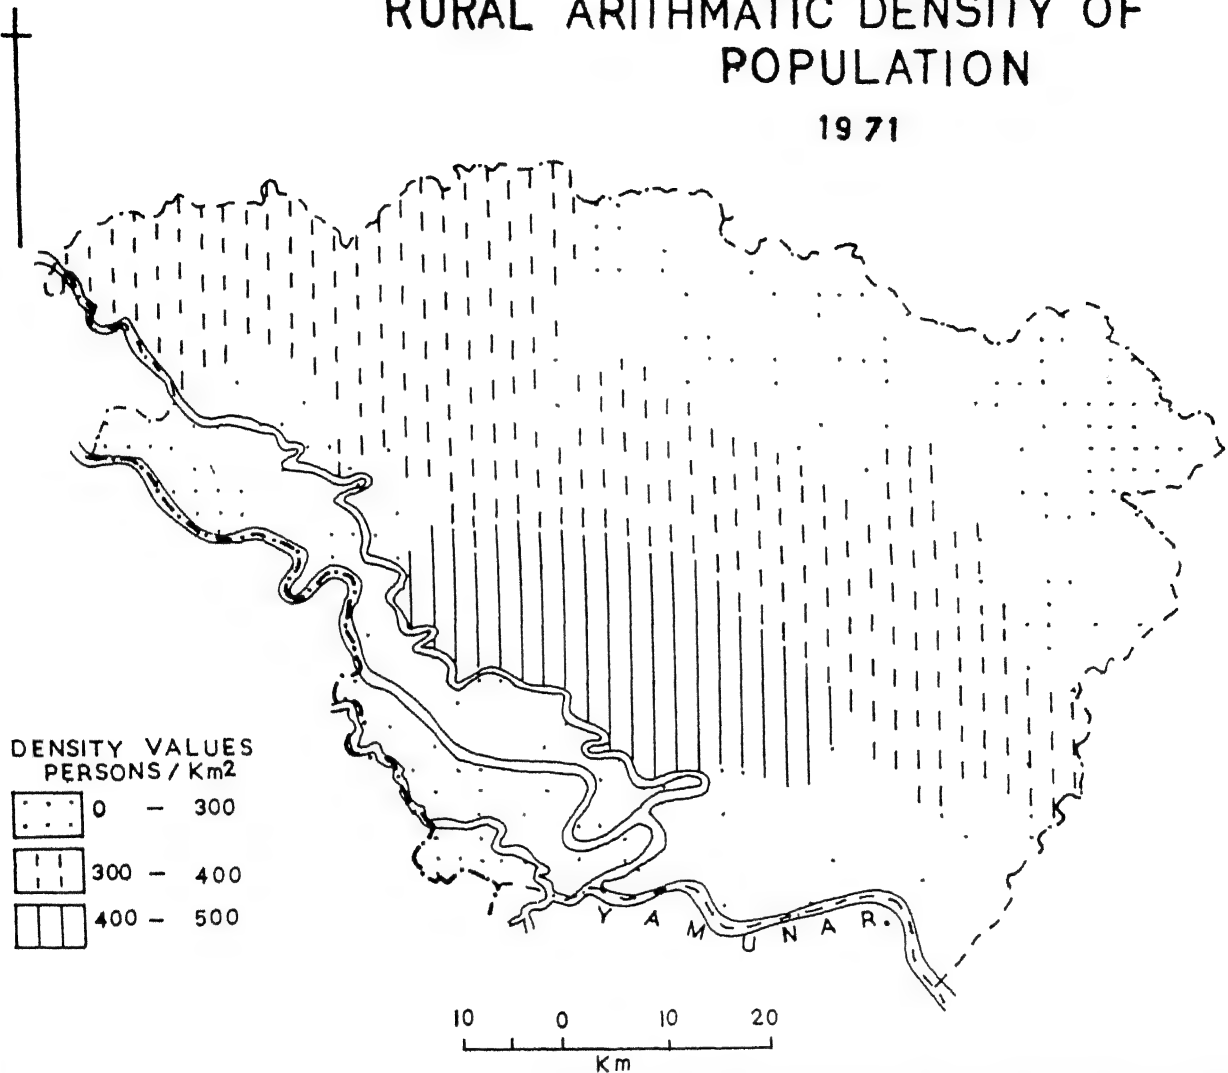 RURAL ARITHMATIC DENSITY OF
POPULATION
1971
DENSITY VALUES
PERSONS / Km2
0 – 300
300 – 400
400 – 500
YAMUNA R.
10 0 10 20
Km